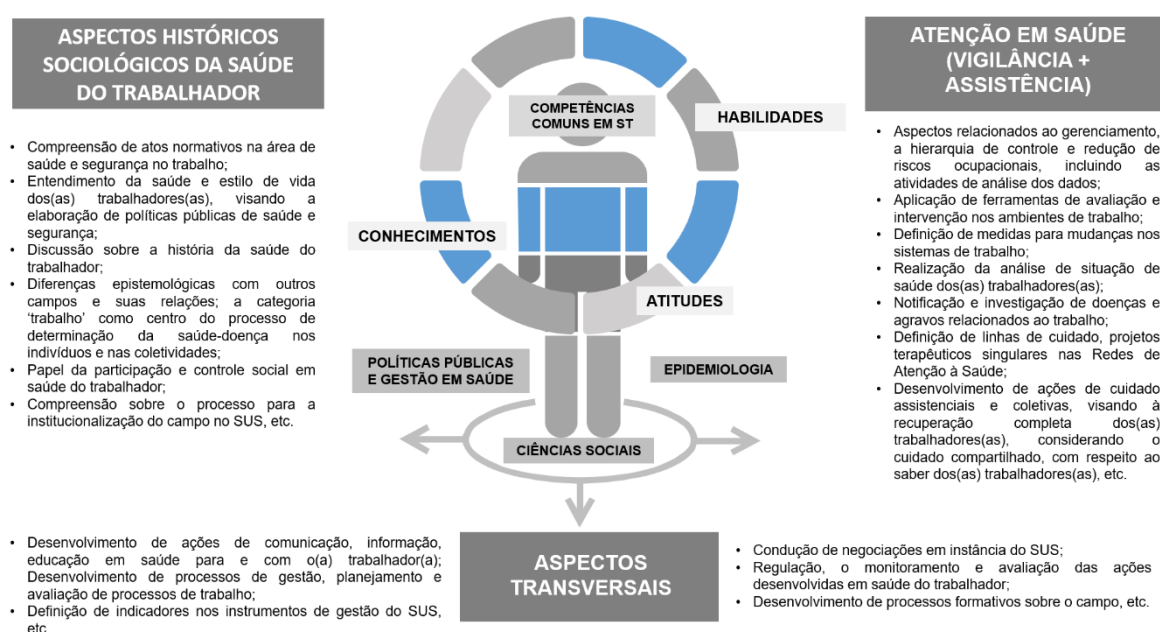 ASPECTOS HISTÓRICOS
SOCIOLÓGICOS DA SAÚDE
DO TRABALHADOR
• Compreensão de atos normativos na área de
saúde e segurança no trabalho;
• Entendimento da saúde e estilo de vida
dos(as) trabalhadores(as), visando a
elaboração de políticas públicas de saúde e
segurança;
• Discussão sobre a história da saúde do
trabalhador;
• Diferenças epistemológicas com outros
campos e suas relações; a categoria
‘trabalho’ como centro do processo de
determinação da saúde-doença nos
indivíduos e nas coletividades;
• Papel da participação e controle social em
saúde do trabalhador;
• Compreensão sobre o processo para a
institucionalização do campo no SUS, etc.
COMPETÊNCIAS
COMUNS EM ST
HABILIDADES
CONHECIMENTOS
ATITUDES
POLÍTICAS PÚBLICAS
E GESTÃO EM SAÚDE
EPIDEMIOLOGIA
CIÊNCIAS SOCIAIS
ATENÇÃO EM SAÚDE
(VIGILÂNCIA +
ASSISTÊNCIA)
• Aspectos relacionados ao gerenciamento,
a hierarquia de controle e redução de
riscos ocupacionais, incluindo as
atividades de análise dos dados;
• Aplicação de ferramentas de avaliação e
intervenção nos ambientes de trabalho;
• Definição de medidas para mudanças nos
sistemas de trabalho;
• Realização da análise de situação de
saúde dos(as) trabalhadores(as);
• Notificação e investigação de doenças e
agravos relacionados ao trabalho;
• Definição de linhas de cuidado, projetos
terapêuticos singulares nas Redes de
Atenção à Saúde;
• Desenvolvimento de ações de cuidado
assistenciais e coletivas, visando à
recuperação completa dos(as)
trabalhadores(as), considerando o
cuidado compartilhado, com respeito ao
saber dos(as) trabalhadores(as), etc.
• Desenvolvimento de ações de comunicação, informação,
educação em saúde para e com o(a) trabalhador(a);
Desenvolvimento de processos de gestão, planejamento e
avaliação de processos de trabalho;
• Definição de indicadores nos instrumentos de gestão do SUS,
etc
ASPECTOS
TRANSVERSAIS
• Condução de negociações em instância do SUS;
• Regulação, o monitoramento e avaliação das ações
desenvolvidas em saúde do trabalhador;
• Desenvolvimento de processos formativos sobre o campo, etc.